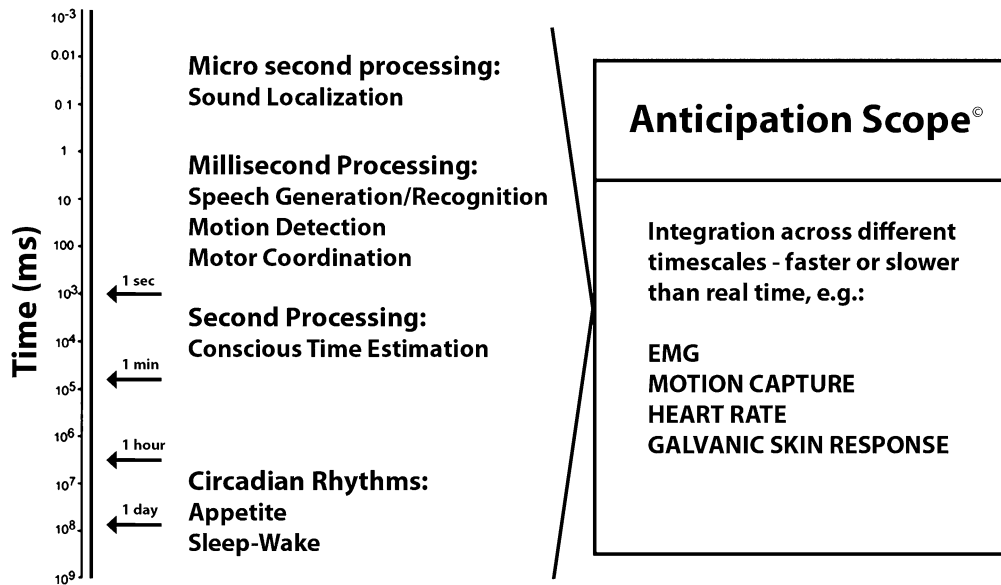 Time (ms)
10-3
0.01
0 1
1
10
100
103
104
105
106
107
108
109
1 sec
1 min
1 hour
1 day
Micro second processing:
Sound Localization
Millisecond Processing:
Speech Generation/Recognition
Motion Detection
Motor Coordination
Second Processing:
Conscious Time Estimation
Circadian Rhythms:
Appetite
Sleep-Wake
Anticipation Scope©
Integration across different
timescales - faster or slower
than real time, e.g.:
EMG
MOTION CAPTURE
HEART RATE
GALVANIC SKIN RESPONSE